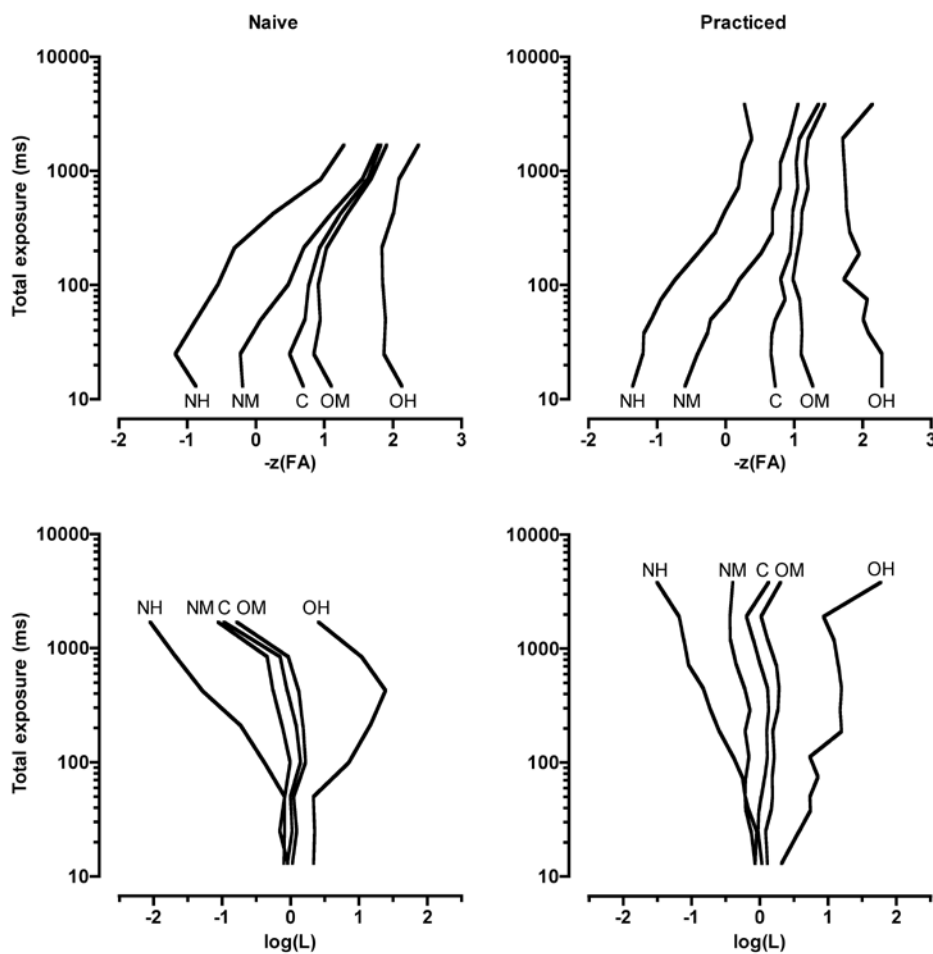 Naive
Practiced
Total exposure (ms)
10000
1000
100
10
NH NM C OM OH
-2 -1 0 1 2 3
-z(FA)
10000
1000
100
10
NH NM C OM OH
-2 -1 0 1 2 3
-z(FA)
Total exposure (ms)
10000
1000
100
10
NH NM C OM OH
-2 -1 0 1 2
log(L)
10000
1000
100
10
NH NM C OM OH
-2 -1 0 1 2
log(L)